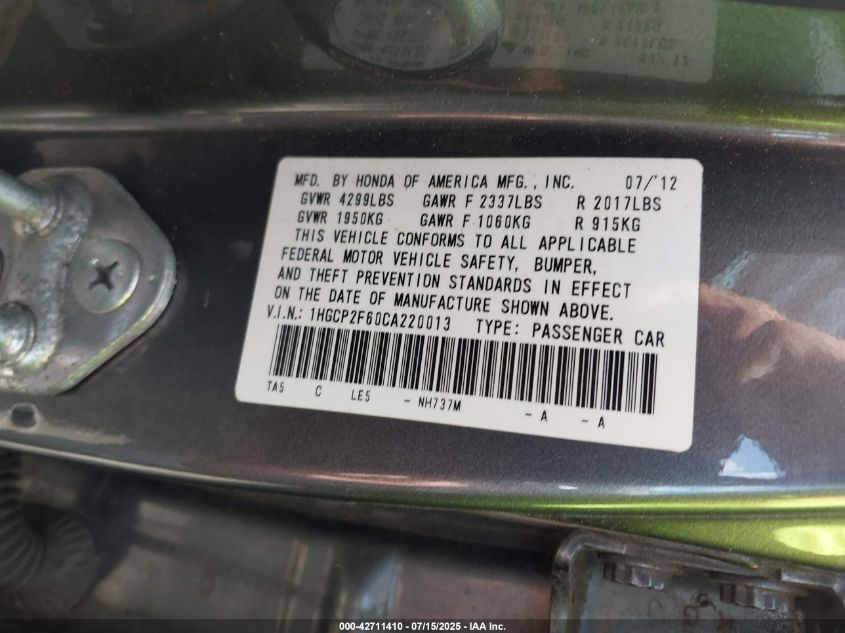 MFD. BY HONDA OF AMERICA MFG., INC. 07/'12
GVWR 4299LBS GAWR F 2337LBS R 2017LBS
GVWR 1950KG GAWR F 1060KG R 915KG
THIS VEHICLE CONFORMS TO ALL APPLICABLE
FEDERAL MOTOR VEHICLE SAFETY, BUMPER,
AND THEFT PREVENTION STANDARDS IN EFFECT
ON THE DATE OF MANUFACTURE SHOWN ABOVE.
V.I.N.: 1HGCP2F60CA220013 TYPE: PASSENGER CAR
TA5 C LE5 - NH737M - A - A
000-42711410 - 07/15/2025 - IAA Inc.